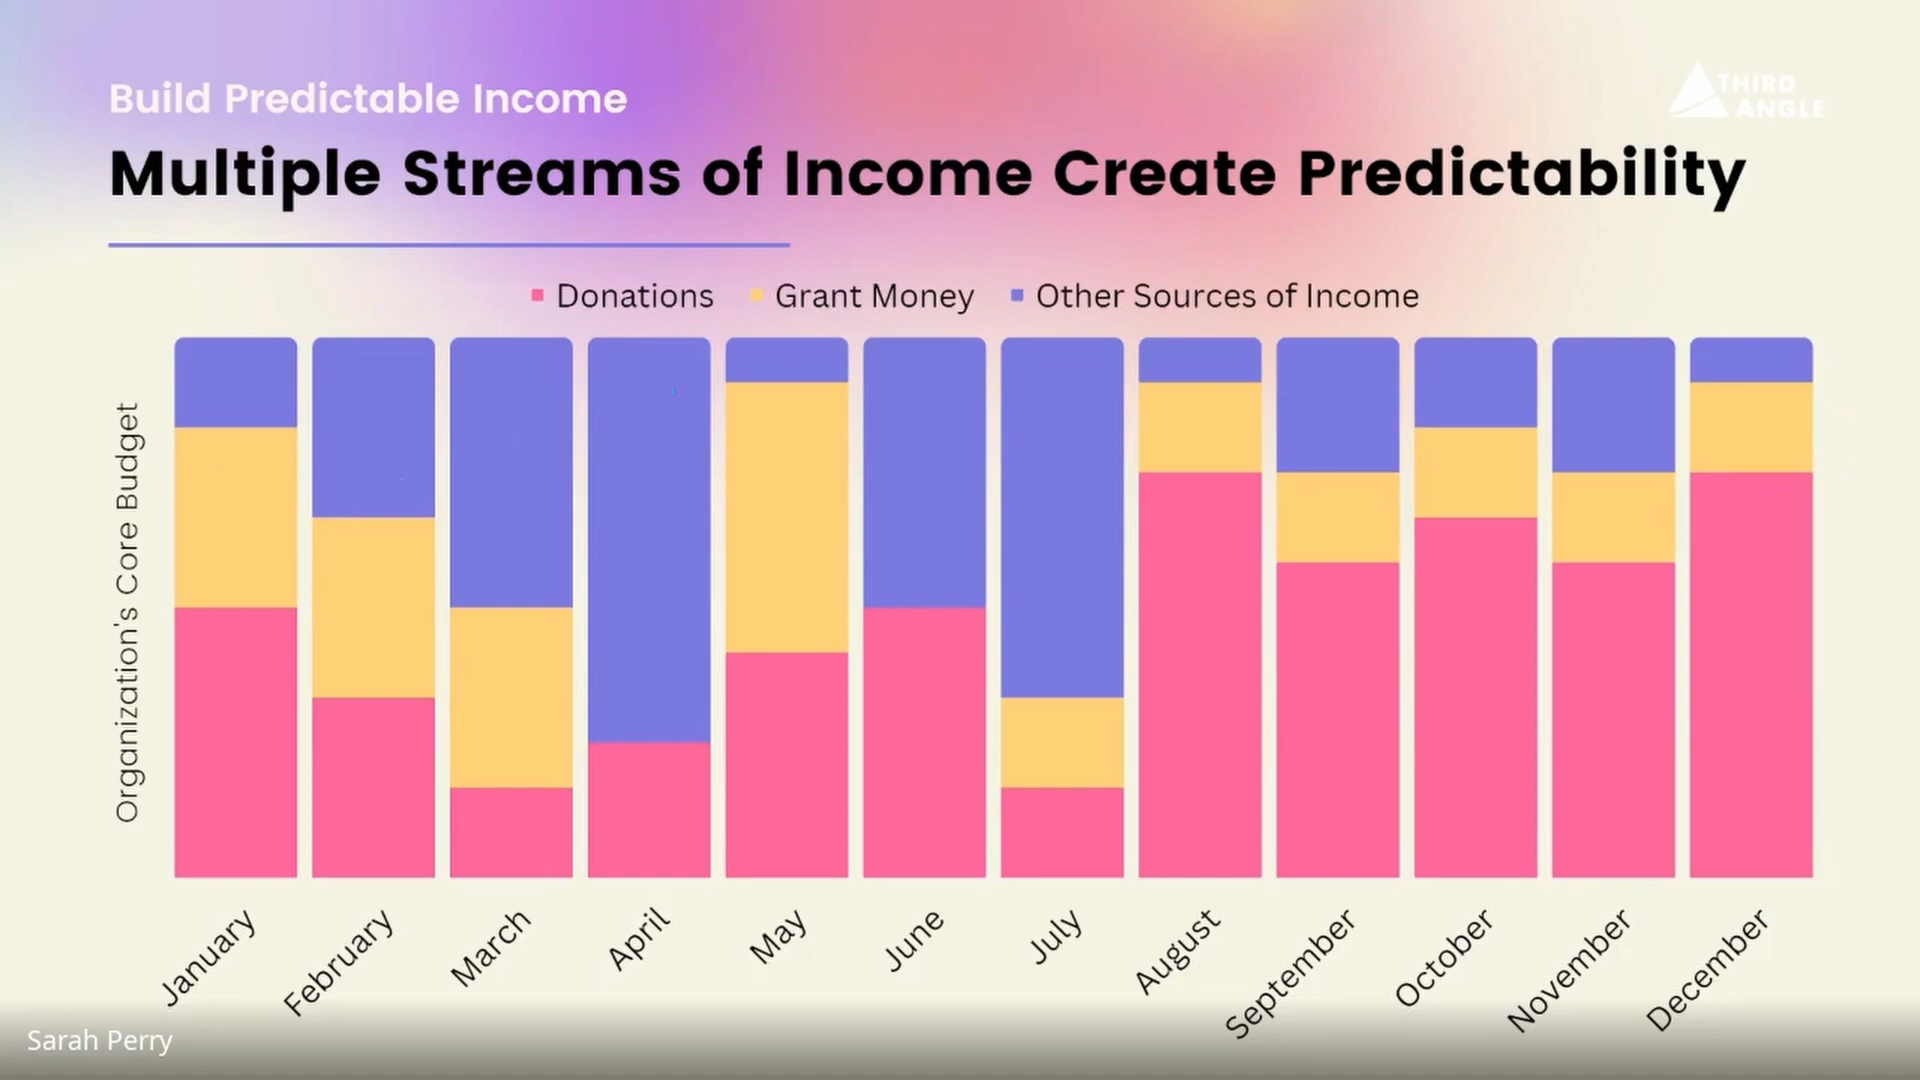 Build Predictable Income
THIRD
ANGLE
Multiple Streams of Income Create Predictability
Donations Grant Money Other Sources of Income
Organization's Core Budget
January February March April May June July August September October November December
Sarah Perry